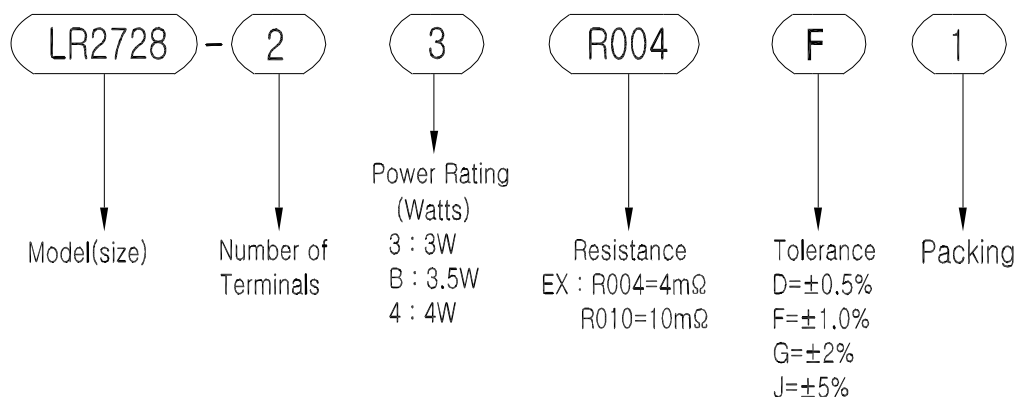 LR2728 - 2 3 R004 F 1
Model(size)
Number of
Terminals
Power Rating
(Watts)
3 : 3W
B : 3.5W
4 : 4W
Resistance
EX : R004=4mΩ
R010=10mΩ
Tolerance
D=±0.5%
F=±1.0%
G=±2%
J=±5%
Packing